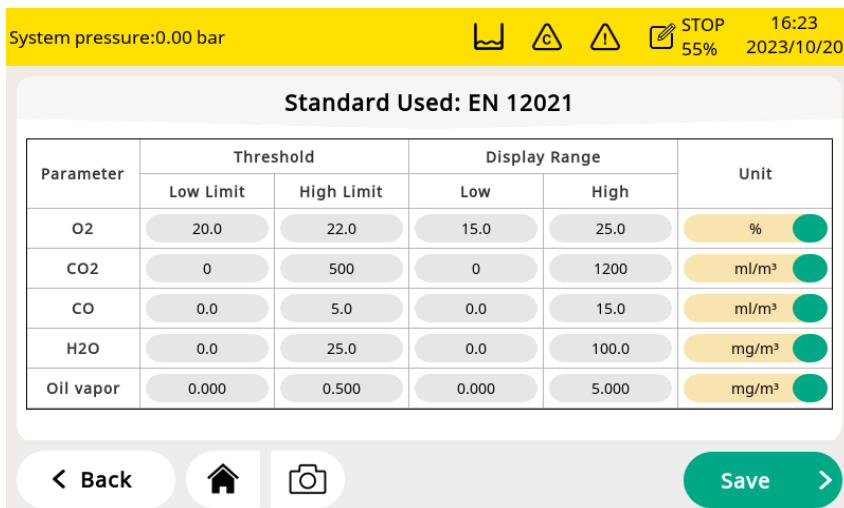 System pressure:0.00 bar
C
!
STOP
55%
16:23
2023/10/20
Standard Used: EN 12021
Parameter Threshold Display Range Unit
Low Limit High Limit Low High
O2 20.0 22.0 15.0 25.0 %
CO2 0 500 0 1200 ml/m³
CO 0.0 5.0 0.0 15.0 ml/m³
H2O 0.0 25.0 0.0 100.0 mg/m³
Oil vapor 0.000 0.500 0.000 5.000 mg/m³
Back Save